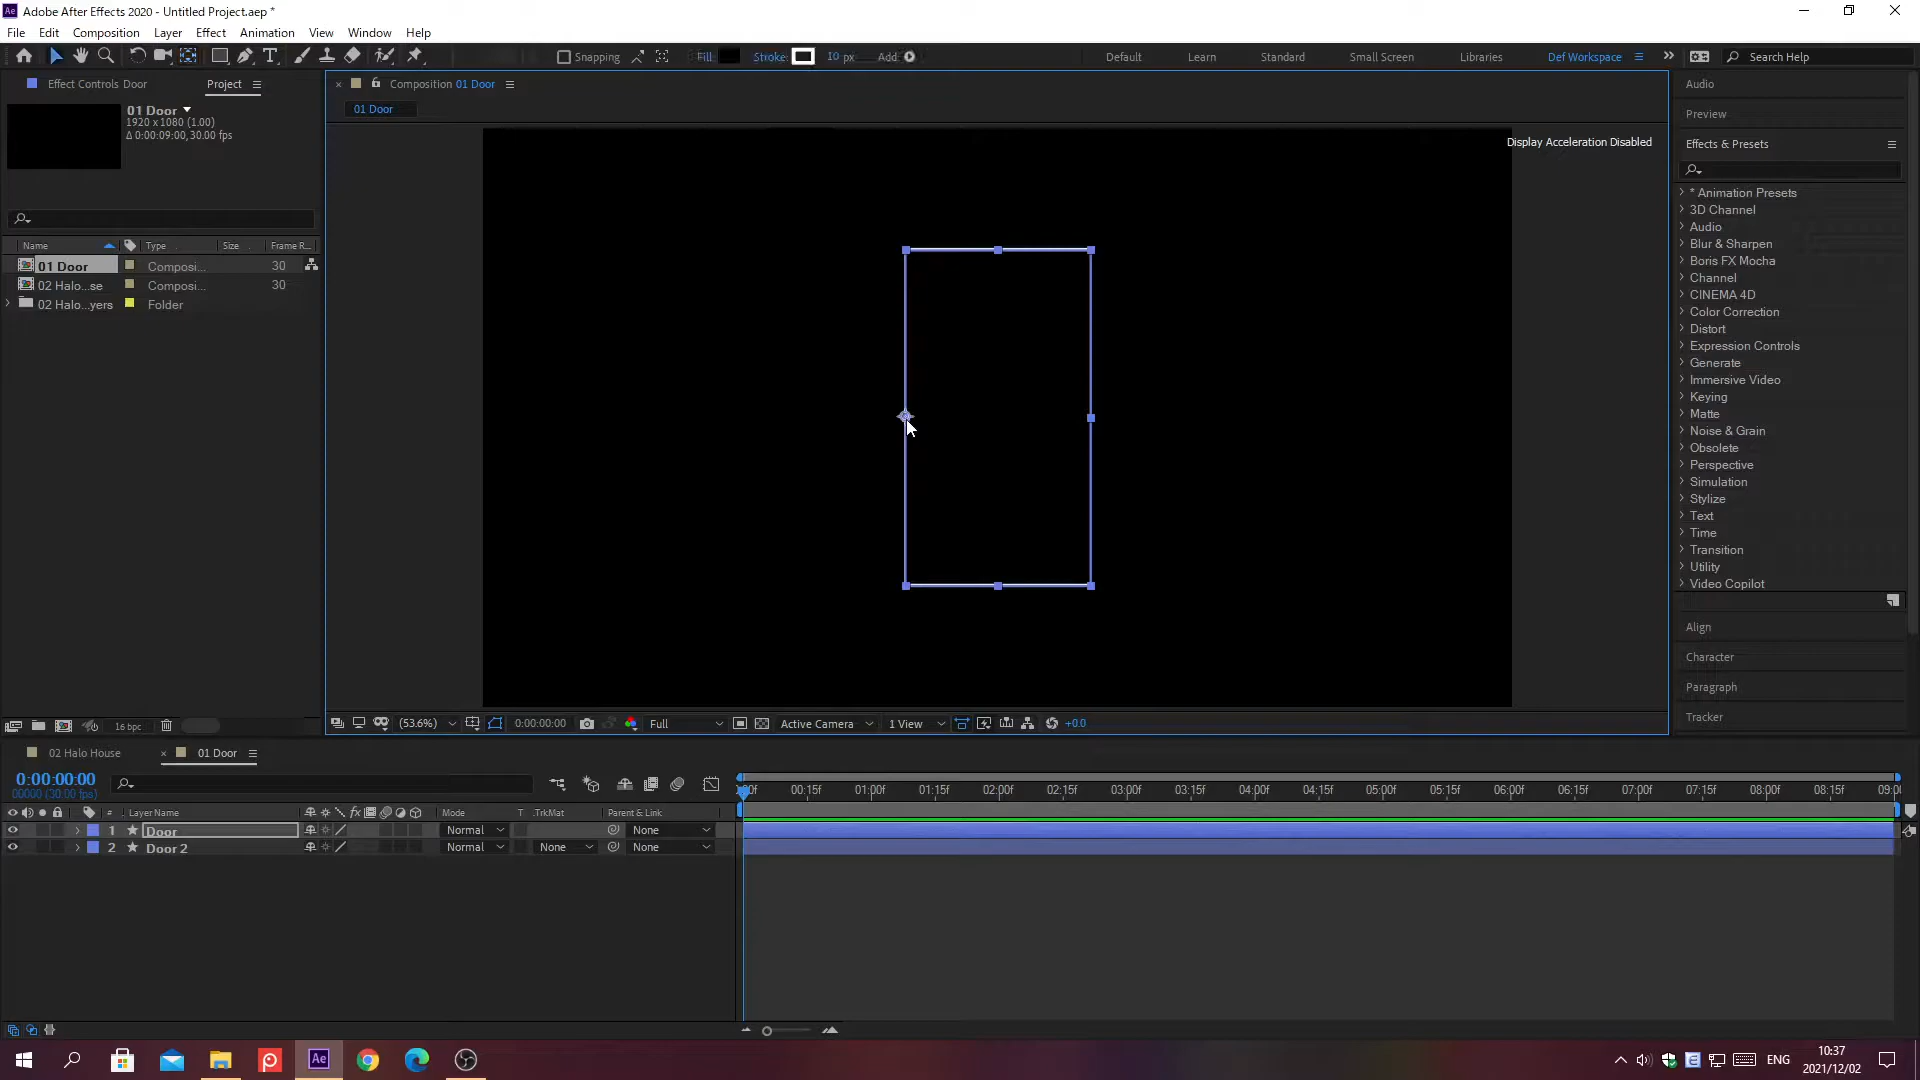 Adobe After Effects 2020 - Untitled Project.aep *
File Edit Composition Layer Effect Animation View Window Help
Snapping Fill: Stroke: 10 px Add: Default Learn Standard Small Screen Libraries Def Workspace Search Help
Effect Controls Door Project
Composition 01 Door
Audio
01 Door
01 Door
1920 x 1080 (1.00)
Δ 0:00:09:00, 30.00 fps
Preview
Display Acceleration Disabled
Effects & Presets
Name Type Size Frame R...
01 Door Composi... 30
02 Halo...se Composi... 30
02 Halo...yers Folder
* Animation Presets
3D Channel
Audio
Blur & Sharpen
Boris FX Mocha
Channel
CINEMA 4D
Color Correction
Distort
Expression Controls
Generate
Immersive Video
Keying
Matte
Noise & Grain
Obsolete
Perspective
Simulation
Stylize
Text
Time
Transition
Utility
Video Copilot
Align
Character
Paragraph
Tracker
16 bpc
(53.6%) 0:00:00:00 Full Active Camera 1 View +0.0
02 Halo House 01 Door
0:00:00:00
00000 (30.00 fps)
:00f 00:15f 01:00f 01:15f 02:00f 02:15f 03:00f 03:15f 04:00f 04:15f 05:00f 05:15f 06:00f 06:15f 07:00f 07:15f 08:00f 08:15f 09:00
# Layer Name fx Mode T .TrkMat Parent & Link
1 Door Normal None
2 Door 2 Normal None None
Ae ENG 10:37
2021/12/02